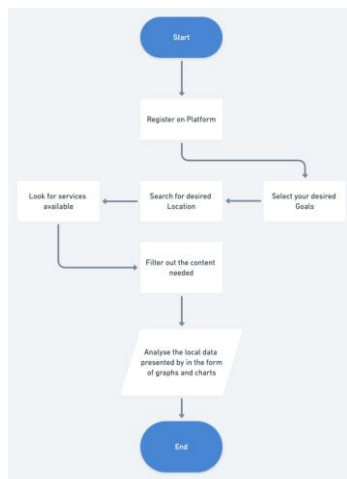 Start
Register on Platform
Select your desired
Goals
Search for desired
Location
Look for services
available
Filter out the content
needed
Analyse the local data
presented by in the form
of graphs and charts
End